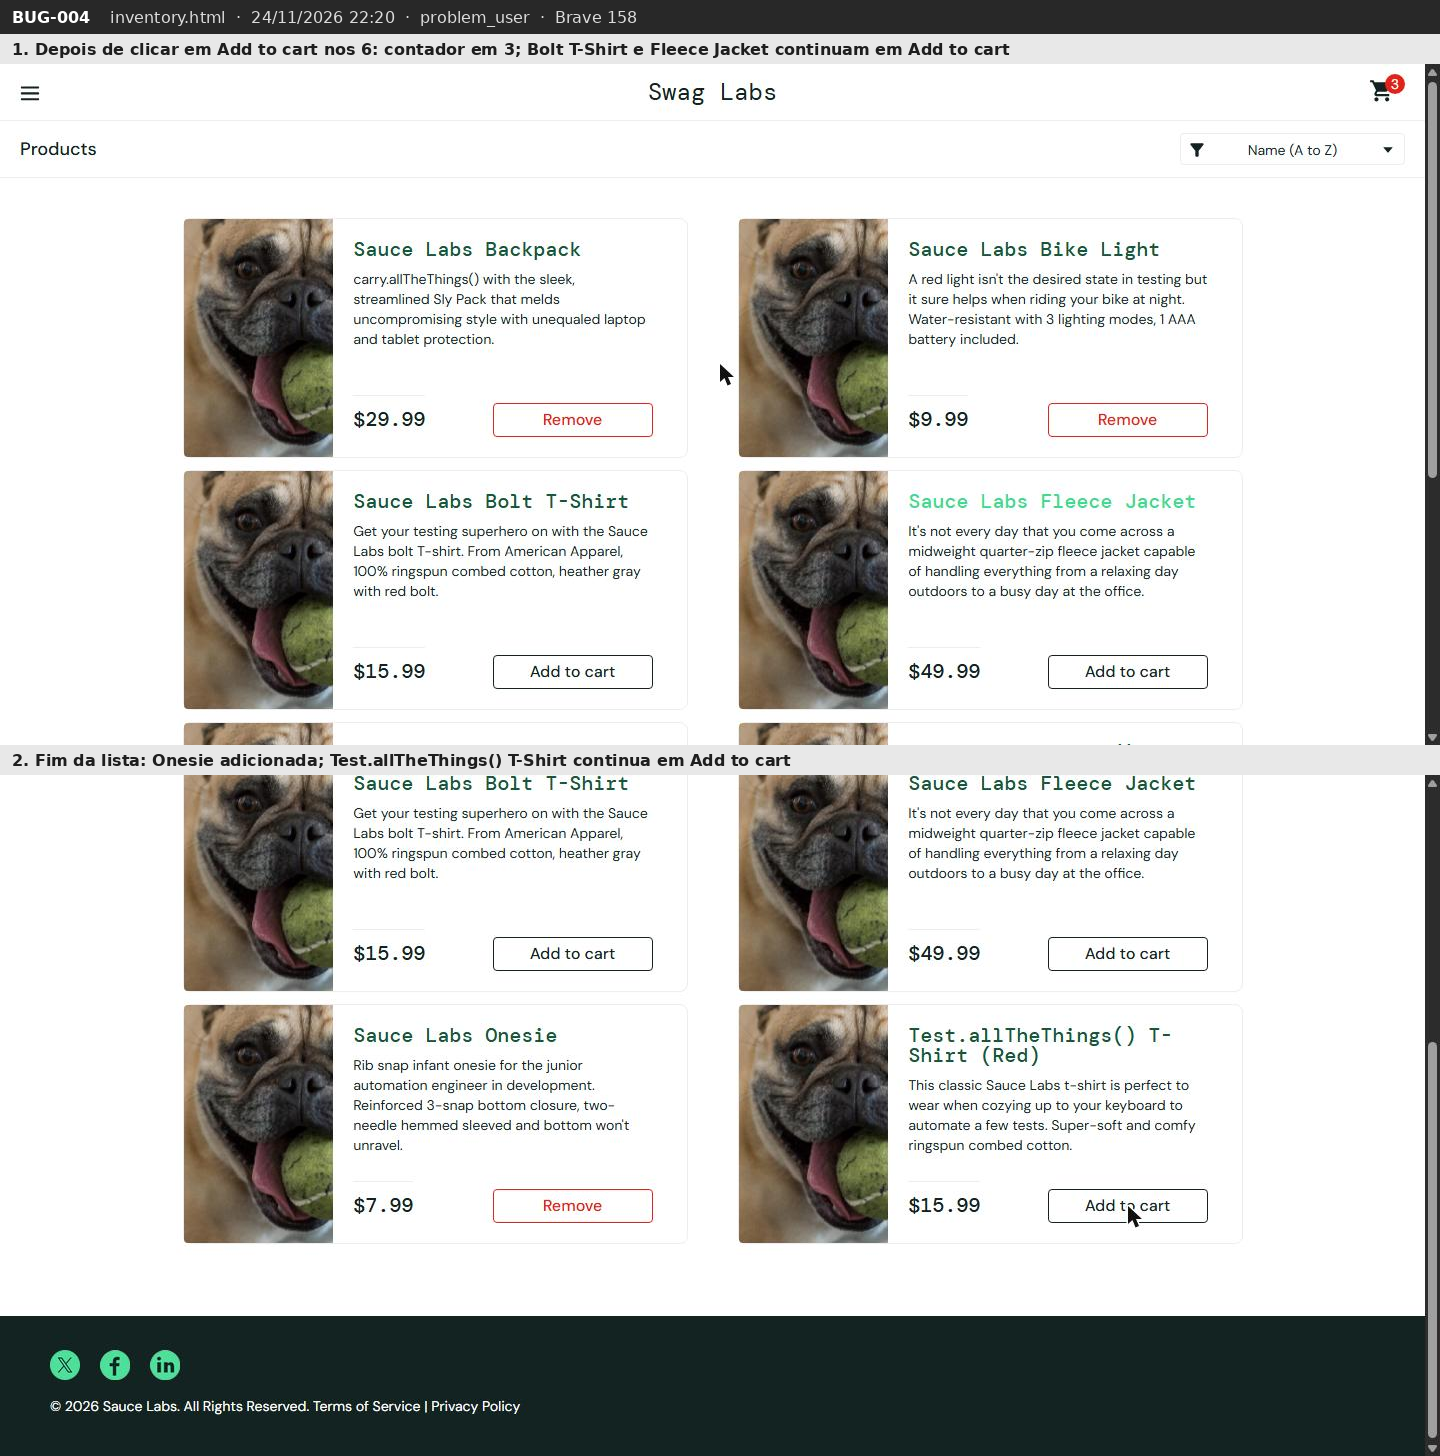 BUG-004 inventory.html · 24/11/2026 22:20 · problem_user · Brave 158
1. Depois de clicar em Add to cart nos 6: contador em 3; Bolt T-Shirt e Fleece Jacket continuam em Add to cart
Swag Labs
3
Products
Name (A to Z)
Sauce Labs Backpack
carry.allTheThings() with the sleek,
streamlined Sly Pack that melds
uncompromising style with unequaled laptop
and tablet protection.
$29.99
Remove
Sauce Labs Bike Light
A red light isn't the desired state in testing but
it sure helps when riding your bike at night.
Water-resistant with 3 lighting modes, 1 AAA
battery included.
$9.99
Remove
Sauce Labs Bolt T-Shirt
Get your testing superhero on with the Sauce
Labs bolt T-shirt. From American Apparel,
100% ringspun combed cotton, heather gray
with red bolt.
$15.99
Add to cart
Sauce Labs Fleece Jacket
It's not every day that you come across a
midweight quarter-zip fleece jacket capable
of handling everything from a relaxing day
outdoors to a busy day at the office.
$49.99
Add to cart
2. Fim da lista: Onesie adicionada; Test.allTheThings() T-Shirt continua em Add to cart
Sauce Labs Bolt T-Shirt
Get your testing superhero on with the Sauce
Labs bolt T-shirt. From American Apparel,
100% ringspun combed cotton, heather gray
with red bolt.
$15.99
Add to cart
Sauce Labs Fleece Jacket
It's not every day that you come across a
midweight quarter-zip fleece jacket capable
of handling everything from a relaxing day
outdoors to a busy day at the office.
$49.99
Add to cart
Sauce Labs Onesie
Rib snap infant onesie for the junior
automation engineer in development.
Reinforced 3-snap bottom closure, two-
needle hemmed sleeved and bottom won't
unravel.
$7.99
Remove
Test.allTheThings() T-
Shirt (Red)
This classic Sauce Labs t-shirt is perfect to
wear when cozying up to your keyboard to
automate a few tests. Super-soft and comfy
ringspun combed cotton.
$15.99
Add to cart
© 2026 Sauce Labs. All Rights Reserved. Terms of Service | Privacy Policy